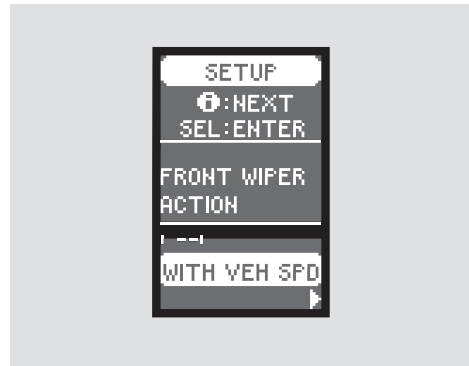 SETUP
i:NEXT
SEL:ENTER
FRONT WIPER
ACTION
WITH VEH SPD